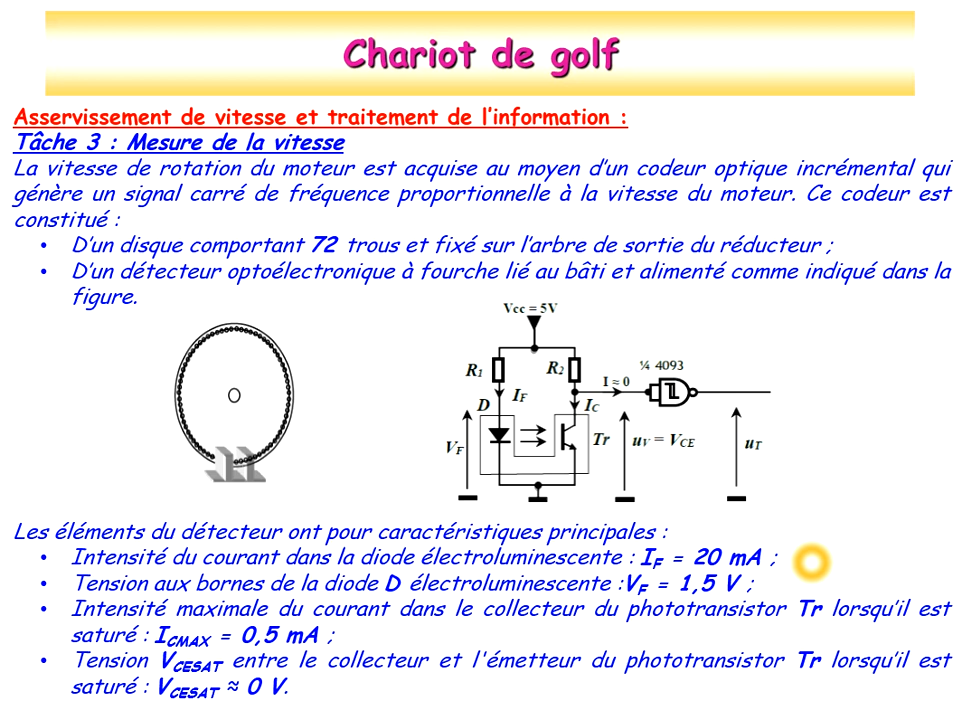 Chariot de golf
Asservissement de vitesse et traitement de l'information :
Tâche 3 : Mesure de la vitesse
La vitesse de rotation du moteur est acquise au moyen d'un codeur optique incrémental qui
génère un signal carré de fréquence proportionnelle à la vitesse du moteur. Ce codeur est
constitué :
• D'un disque comportant 72 trous et fixé sur l'arbre de sortie du réducteur ;
• D'un détecteur optoélectronique à fourche lié au bâti et alimenté comme indiqué dans la
figure.
Vcc = 5V
R1
R2
¼ 4093
I ≈ 0
IF
IC
D
VF
Tr
uV = VCE
uT
Les éléments du détecteur ont pour caractéristiques principales :
• Intensité du courant dans la diode électroluminescente : IF = 20 mA ;
• Tension aux bornes de la diode D électroluminescente :VF = 1,5 V ;
• Intensité maximale du courant dans le collecteur du phototransistor Tr lorsqu'il est
saturé : ICMAX = 0,5 mA ;
• Tension VCESAT entre le collecteur et l'émetteur du phototransistor Tr lorsqu'il est
saturé : VCESAT ≈ 0 V.